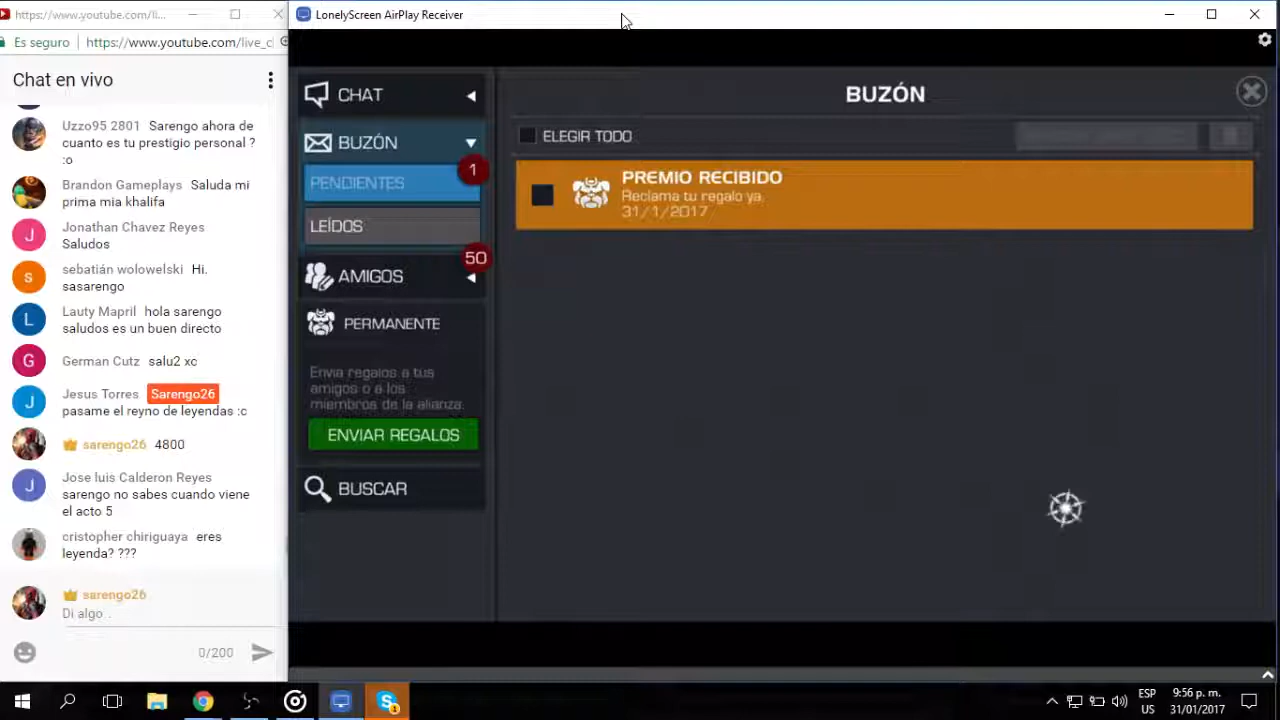 https://www.youtube.com/li...
Es seguro
https://www.youtube.com/live_c
Chat en vivo
Uzzo95 2801 Sarengo ahora de
cuanto es tu prestigio personal ?
:o
Brandon Gameplays Saluda mi
prima mia khalifa
Jonathan Chavez Reyes
Saludos
sebatián wolowelski Hi.
sasarengo
Lauty Mapril hola sarengo
saludos es un buen directo
German Cutz salu2 xc
Jesus Torres Sarengo26
pasame el reyno de leyendas :c
sarengo26 4800
Jose luis Calderon Reyes
sarengo no sabes cuando viene
el acto 5
cristopher chiriguaya eres
leyenda? ???
sarengo26
Di algo...
0/200
LonelyScreen AirPlay Receiver
CHAT
BUZÓN
PENDIENTES
1
LEÍDOS
50
AMIGOS
PERMANENTE
Envia regalos a tus
amigos o a los
miembros de la alianza.
ENVIAR REGALOS
BUSCAR
BUZÓN
ELEGIR TODO
PREMIO RECIBIDO
Reclama tu regalo ya.
31/1/2017
ESP
US
9:56 p. m.
31/01/2017